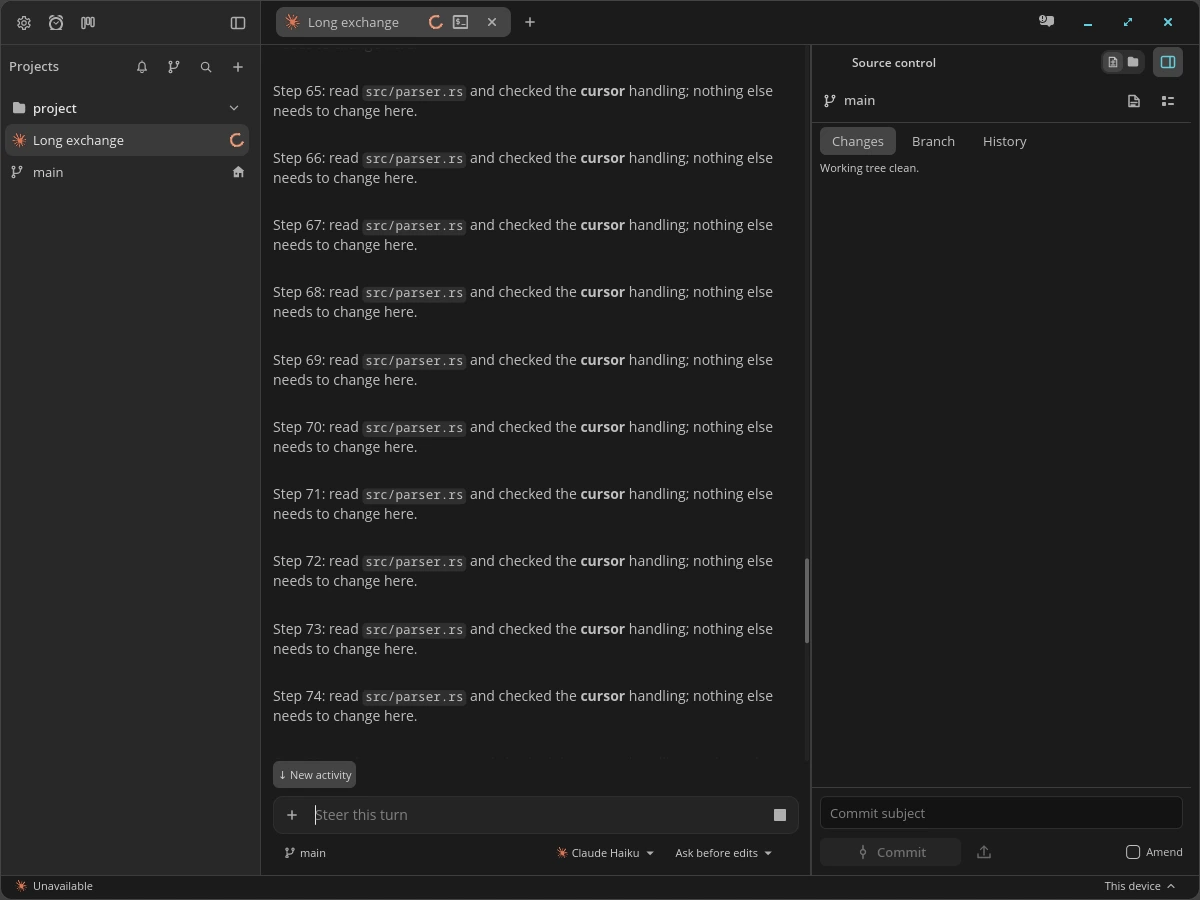 Long exchange
Projects
project
Long exchange
main
Step 65: read src/parser.rs and checked the cursor handling; nothing else
needs to change here.
Step 66: read src/parser.rs and checked the cursor handling; nothing else
needs to change here.
Step 67: read src/parser.rs and checked the cursor handling; nothing else
needs to change here.
Step 68: read src/parser.rs and checked the cursor handling; nothing else
needs to change here.
Step 69: read src/parser.rs and checked the cursor handling; nothing else
needs to change here.
Step 70: read src/parser.rs and checked the cursor handling; nothing else
needs to change here.
Step 71: read src/parser.rs and checked the cursor handling; nothing else
needs to change here.
Step 72: read src/parser.rs and checked the cursor handling; nothing else
needs to change here.
Step 73: read src/parser.rs and checked the cursor handling; nothing else
needs to change here.
Step 74: read src/parser.rs and checked the cursor handling; nothing else
needs to change here.
↓ New activity
Steer this turn
main
Claude Haiku
Ask before edits
Source control
main
Changes Branch History
Working tree clean.
Commit subject
Commit
Amend
Unavailable
This device